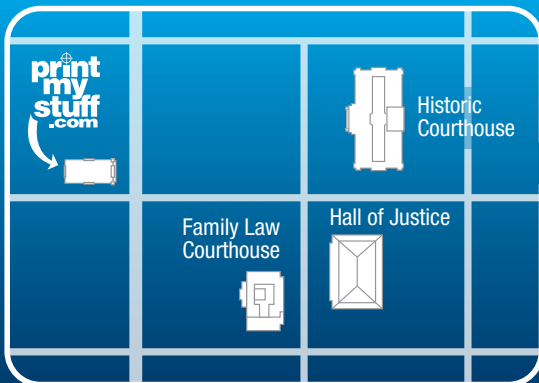 print
my
stuff
.com
Historic
Courthouse
Family Law
Courthouse
Hall of Justice